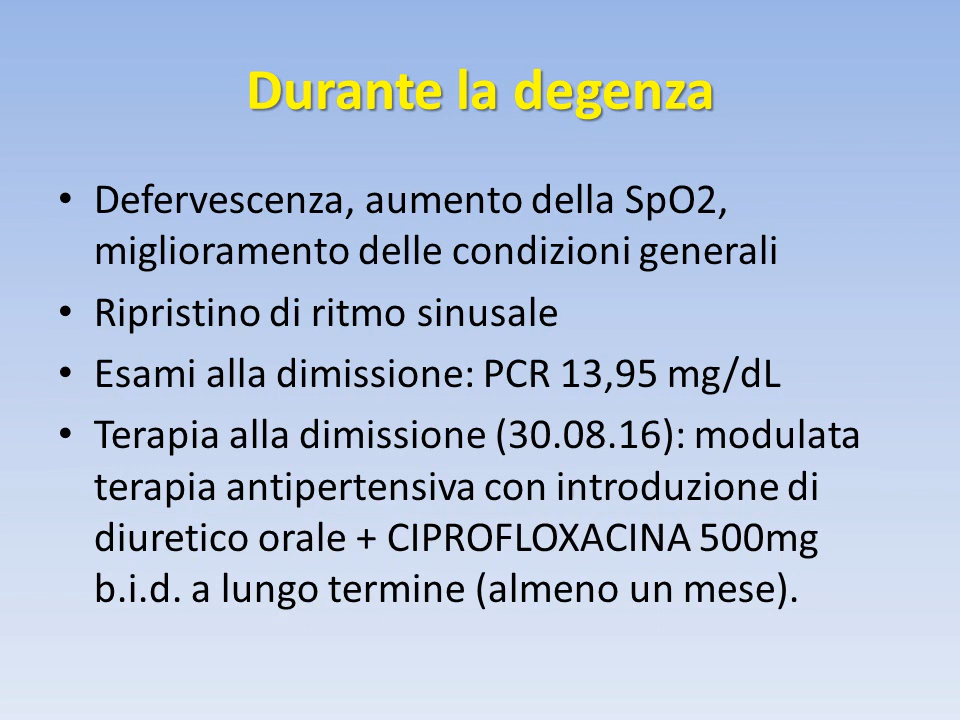 Durante la degenza
• Defervescenza, aumento della SpO2,
miglioramento delle condizioni generali
• Ripristino di ritmo sinusale
• Esami alla dimissione: PCR 13,95 mg/dL
• Terapia alla dimissione (30.08.16): modulata
terapia antipertensiva con introduzione di
diuretico orale + CIPROFLOXACINA 500mg
b.i.d. a lungo termine (almeno un mese).